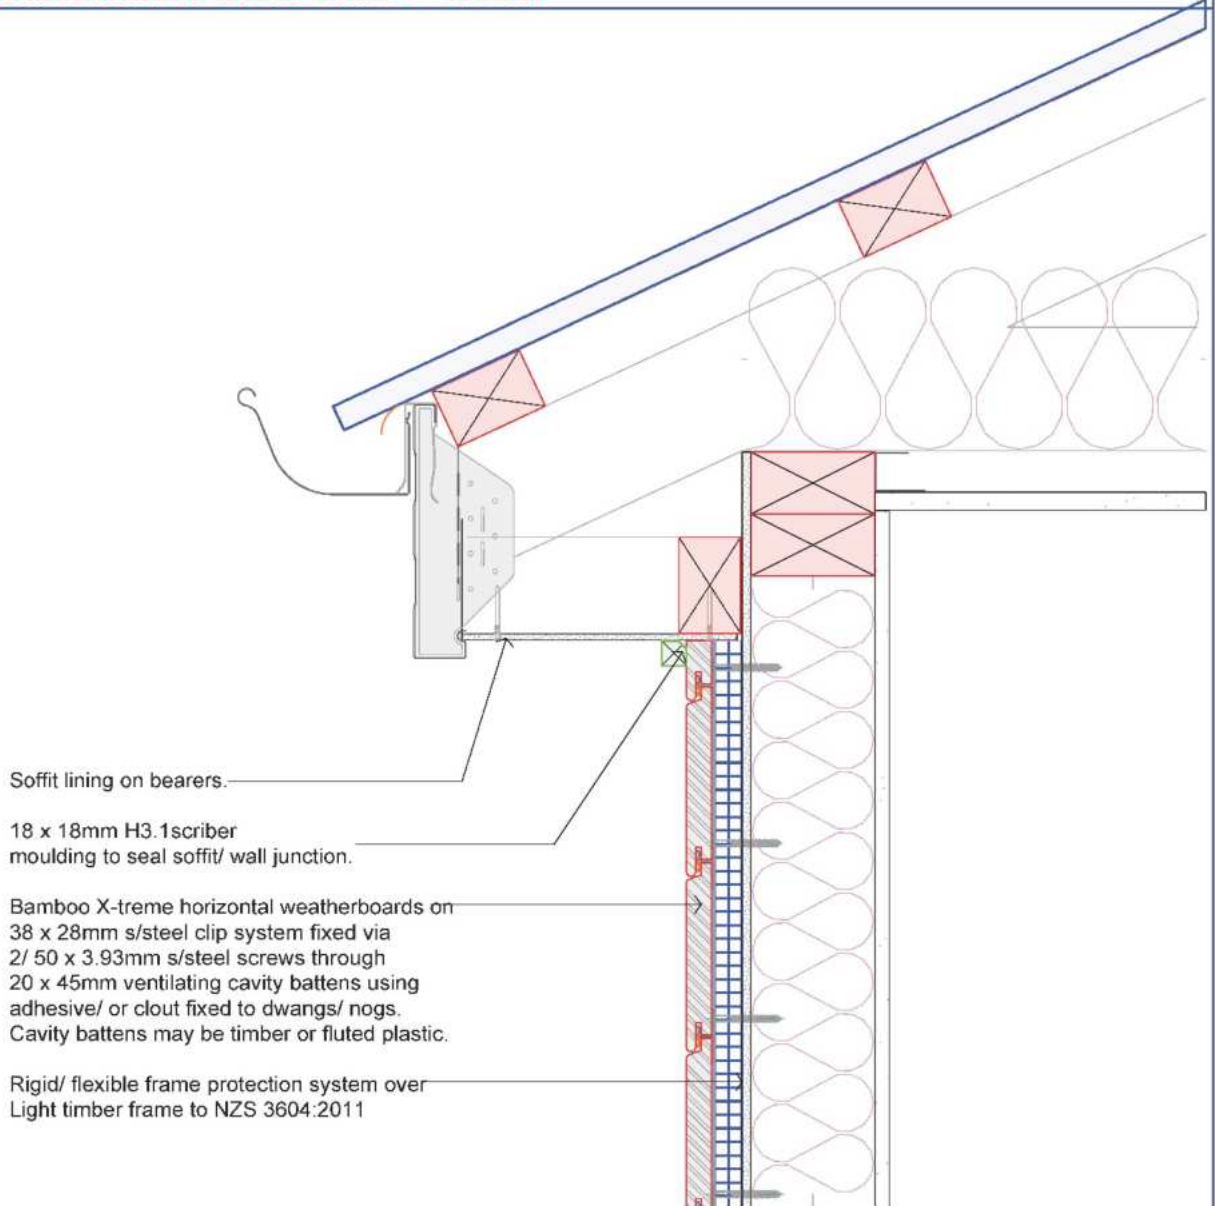 Soffit lining on bearers.
18 x 18mm H3.1scriber
moulding to seal soffit/ wall junction.
Bamboo X-treme horizontal weatherboards on
38 x 28mm s/steel clip system fixed via
2/ 50 x 3.93mm s/steel screws through
20 x 45mm ventilating cavity battens using
adhesive/ or clout fixed to dwangs/ nogs.
Cavity battens may be timber or fluted plastic.
Rigid/ flexible frame protection system over
Light timber frame to NZS 3604:2011